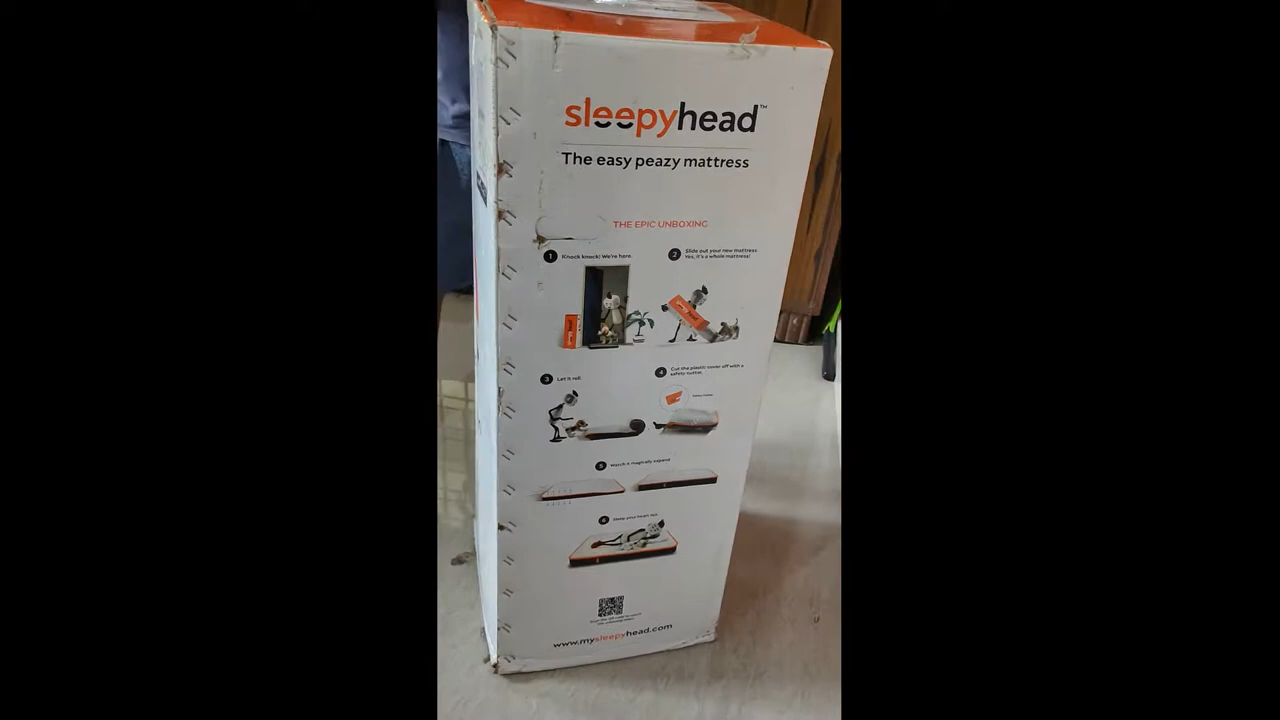 sleepyhead™
The easy peazy mattress
THE EPIC UNBOXING
1 Knock knock! We're here.
2 Slide out your new mattress.
Yes, it's a whole mattress!
3 Let it roll.
4 Cut the plastic cover off with a
safety cutter.
5 Watch it magically expand
6 Sleep your heart out.
www.mysleepyhead.com